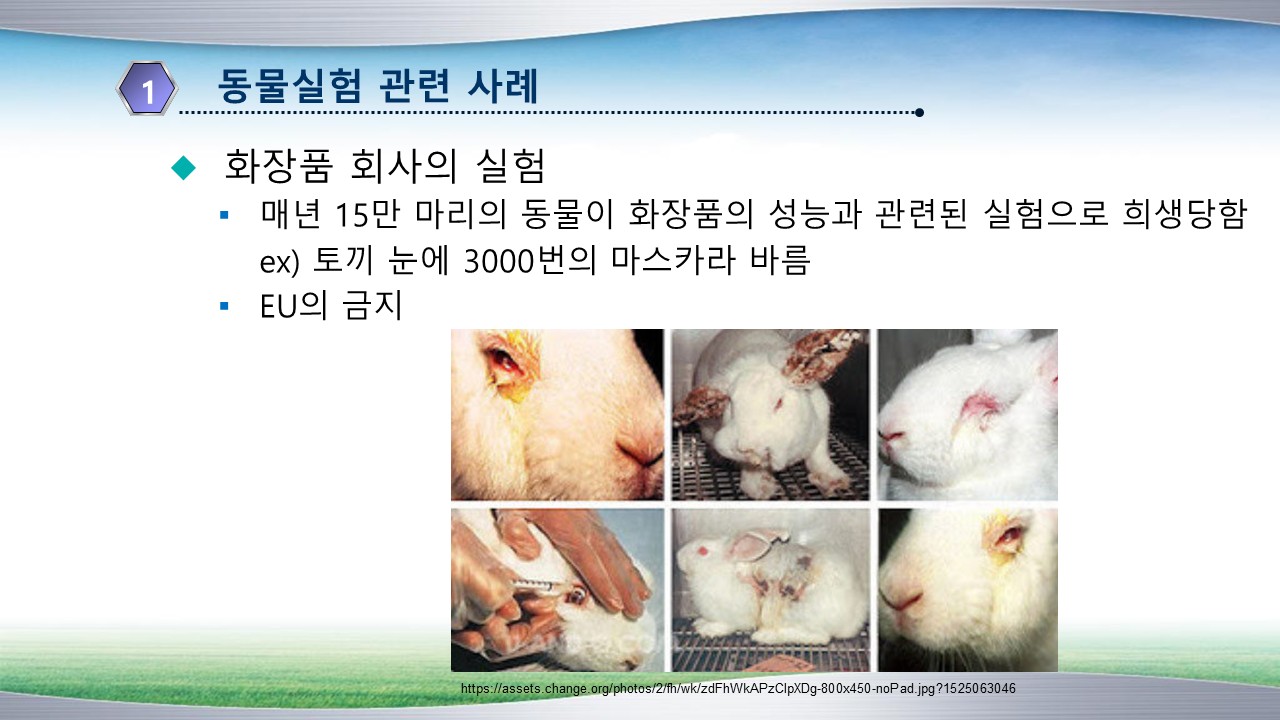 1 동물실험 관련 사례
화장품 회사의 실험
매년 15만 마리의 동물이 화장품의 성능과 관련된 실험으로 희생당함
ex) 토끼 눈에 3000번의 마스카라 바름
EU의 금지
https://assets.change.org/photos/2/fh/wk/zdFhWkAPzCIpXDg-800x450-noPad.jpg?1525063046